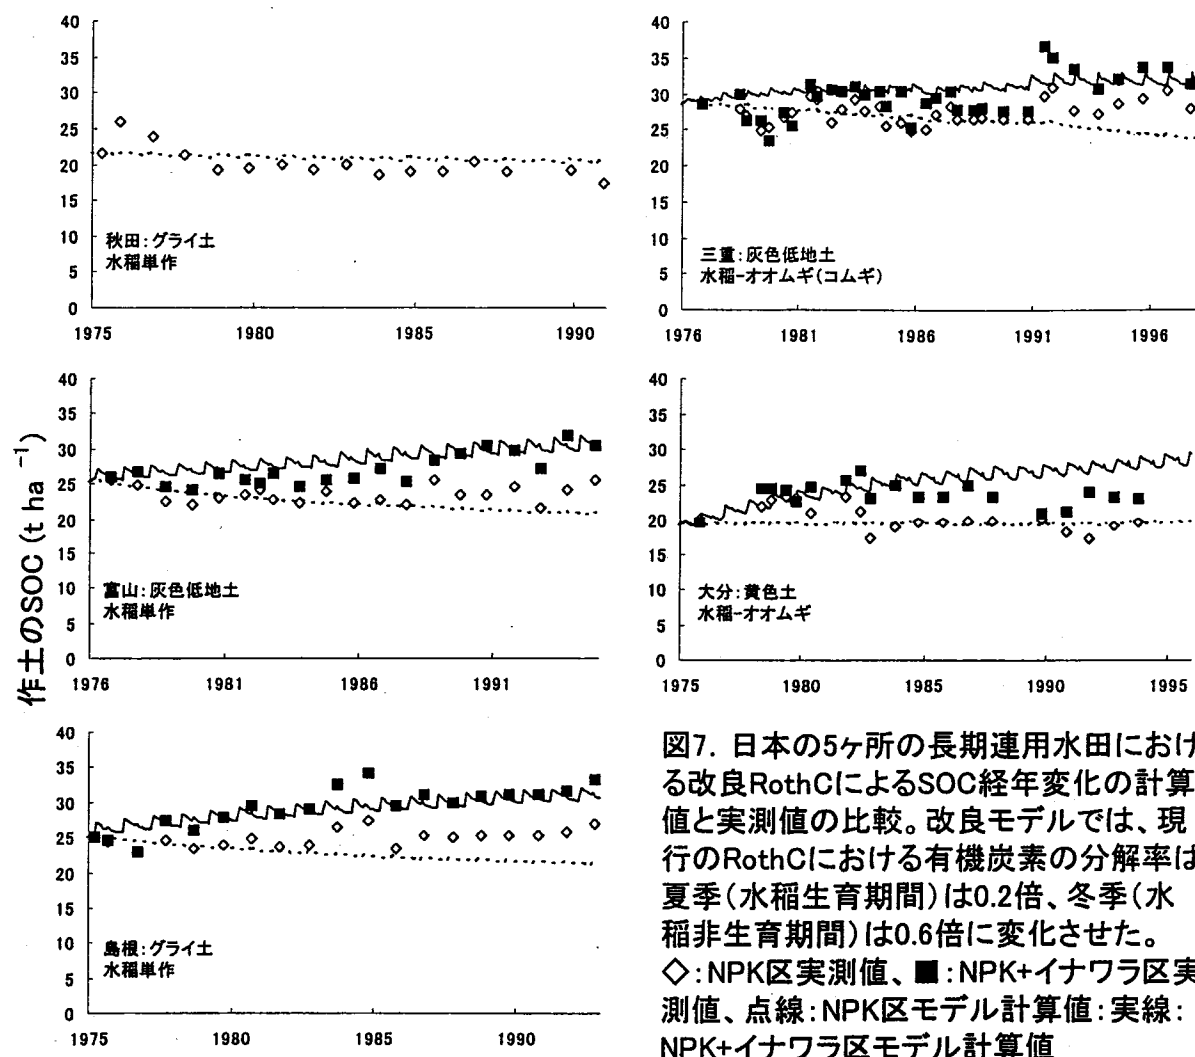 作土のSOC (t ha ⁻¹)
40
35
30
25
20
15
10
5
0
秋田:グライ土
水稲単作
1975 1980 1985 1990
40
35
30
25
20
15
10
5
0
三重:灰色低地土
水稲-オオムギ(コムギ)
1976 1981 1986 1991 1996
40
35
30
25
20
15
10
5
0
富山:灰色低地土
水稲単作
1976 1981 1986 1991
40
35
30
25
20
15
10
5
0
大分:黄色土
水稲-オオムギ
1975 1980 1985 1990 1995
40
35
30
25
20
15
10
5
0
島根:グライ土
水稲単作
1975 1980 1985 1990
図7. 日本の5ヶ所の長期連用水田におけ
る改良RothCによるSOC経年変化の計算
値と実測値の比較。改良モデルでは、現
行のRothCにおける有機炭素の分解率は
夏季(水稲生育期間)は0.2倍、冬季(水
稲非生育期間)は0.6倍に変化させた。
◇:NPK区実測値、■:NPK+イナワラ区実
測値、点線:NPK区モデル計算値:実線:
NPK+イナワラ区モデル計算値